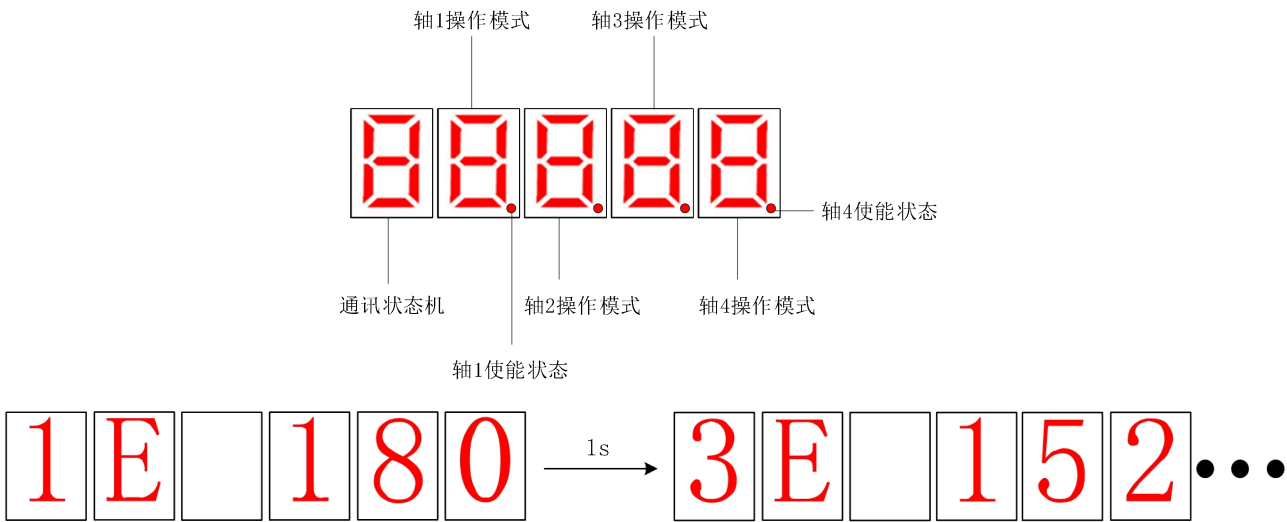 轴1操作模式 轴3操作模式
88888
轴4使能状态
通讯状态机 轴2操作模式 轴4操作模式
轴1使能状态
1E 180 1s 3E 152